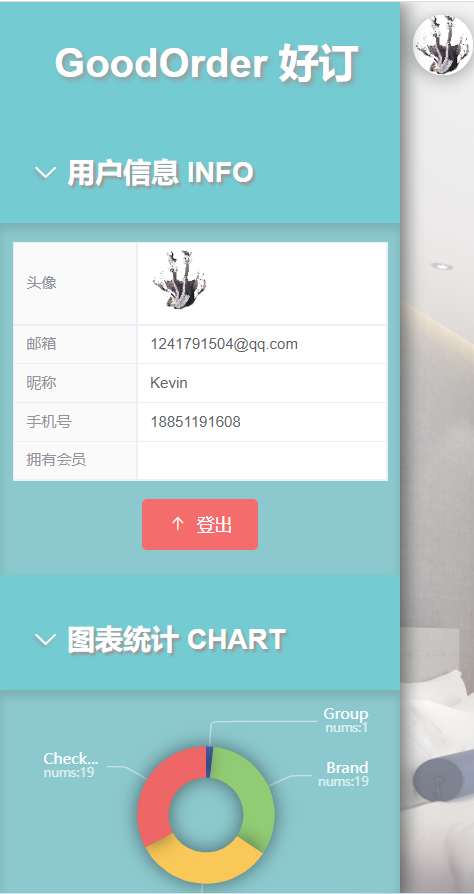 GoodOrder 好订
用户信息 INFO
头像
邮箱 1241791504@qq.com
昵称 Kevin
手机号 18851191608
拥有会员
登出
图表统计 CHART
Group
nums:1
Check...
nums:19
Brand
nums:19